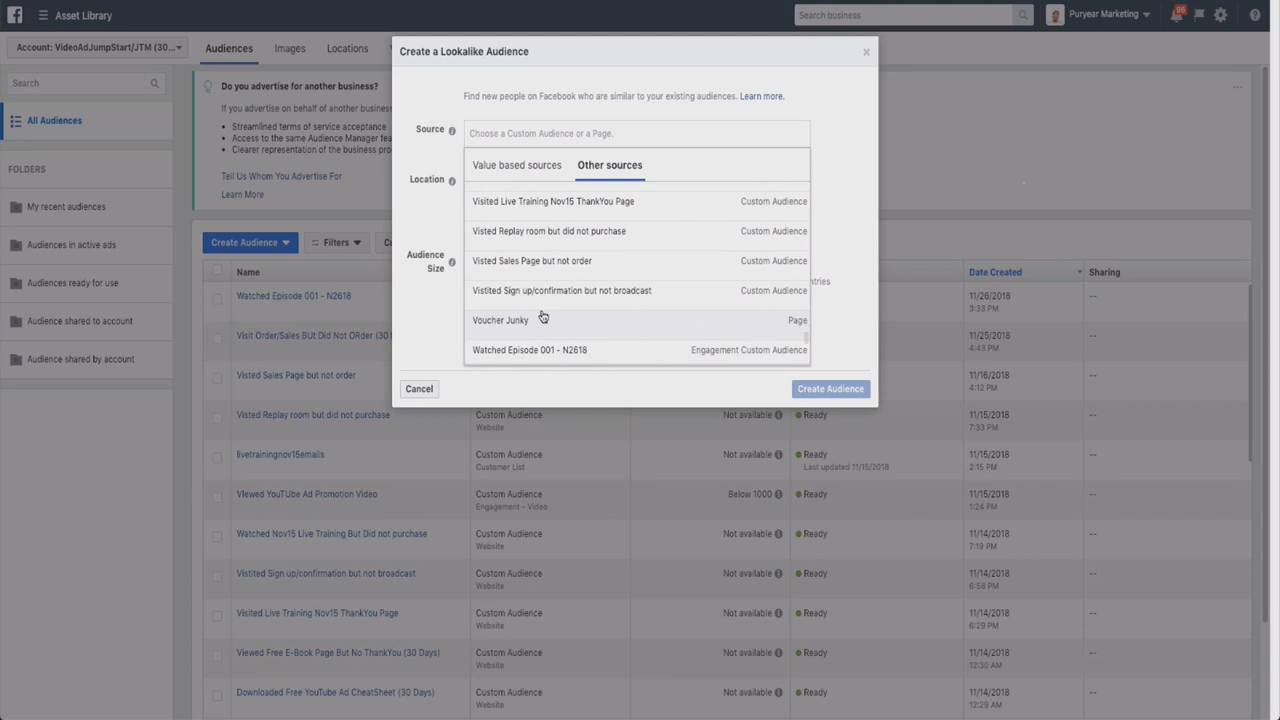 Asset Library
Search business
Puryear Marketing
96
Account: VideoAdJumpStart/JTM (30...
Audiences
Images
Locations
Search
All Audiences
FOLDERS
My recent audiences
Audiences in active ads
Audiences ready for use
Audience shared to account
Audience shared by account
Do you advertise for another business?
If you advertise on behalf of another business
Streamlined terms of service acceptance
Access to the same Audience Manager
Clearer representation of the business
Tell Us Whom You Advertise For
Learn More
Create a Lookalike Audience
Find new people on Facebook who are similar to your existing audiences. Learn more.
Source
Choose a Custom Audience or a Page.
Value based sources
Other sources
Location
Visited Live Training Nov15 ThankYou Page Custom Audience
Visted Replay room but did not purchase Custom Audience
Audience Size
Visted Sales Page but not order Custom Audience
Vistited Sign up/confirmation but not broadcast Custom Audience
Voucher Junky Page
Watched Episode 001 - N2618 Engagement Custom Audience
Cancel
Create Audience
Create Audience
Filters
Name
Date Created
Sharing
Watched Episode 001 - N2618 11/26/2018 --
3:33 PM
Visit Order/Sales BUt Did Not ORder (30 11/25/2018 --
4:43 PM
Visted Sales Page but not order 11/25/2018 --
4:12 PM
Visted Replay room but did not purchase Custom Audience Not available Ready 11/15/2018 --
Website 7:33 PM
livetrainingnov15emails Custom Audience Not available Ready 11/15/2018 --
Customer List Last updated 11/15/2018 2:15 PM
VIewed YouTUbe Ad Promotion Video Custom Audience Below 1000 Ready 11/15/2018 --
Engagement - Video 1:24 PM
Watched Nov15 Live Training But Did not purchase Custom Audience Not available Ready 11/14/2018 --
Website 7:19 PM
Vistited Sign up/confirmation but not broadcast Custom Audience Not available Ready 11/14/2018 --
Website 6:58 PM
Visited Live Training Nov15 ThankYou Page Custom Audience Not available Ready 11/14/2018 --
Website 6:29 PM
Viewed Free E-Book Page But No ThankYou (30 Days) Custom Audience Not available Ready 11/14/2018 --
Website 12:30 AM
Downloaded Free YouTube Ad CheatSheet (30 Days) Custom Audience Not available Ready 11/14/2018 --
Website 12:29 AM